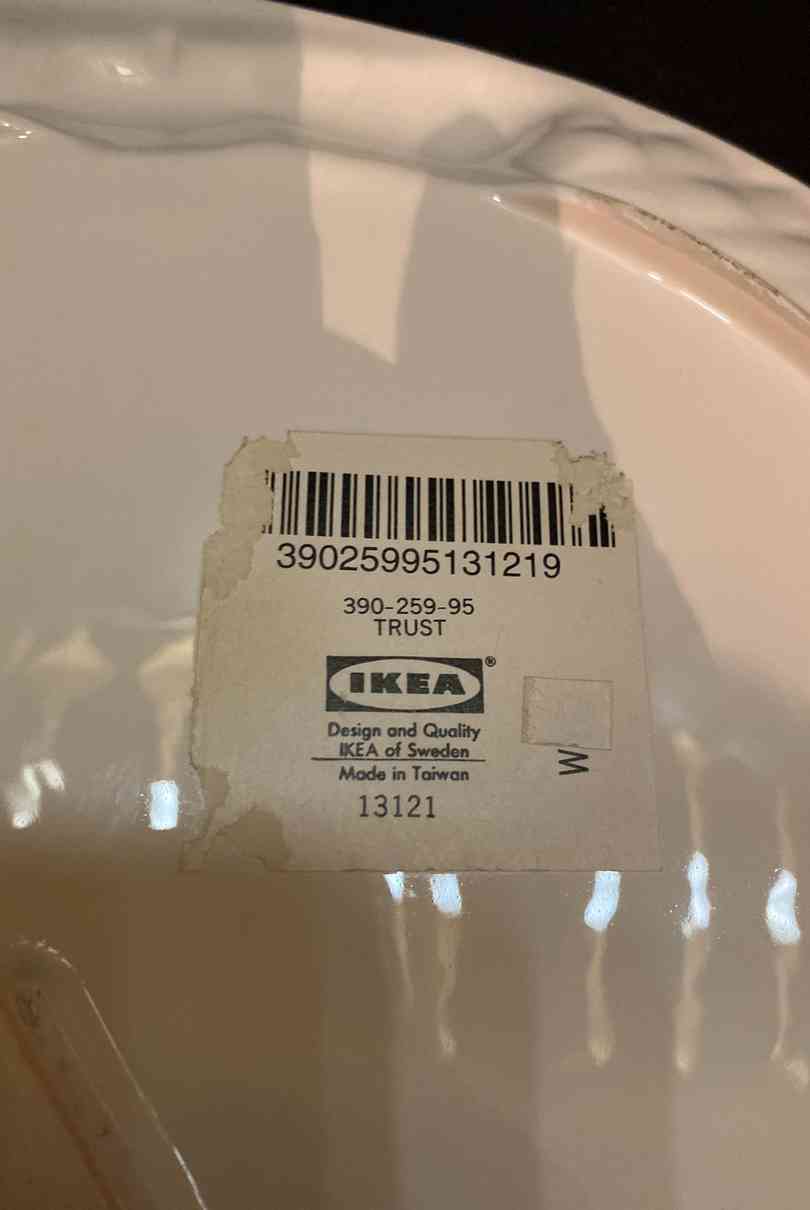 39025995131219
390-259-95
TRUST
IKEA®
Design and Quality
IKEA of Sweden
Made in Taiwan
13121
W